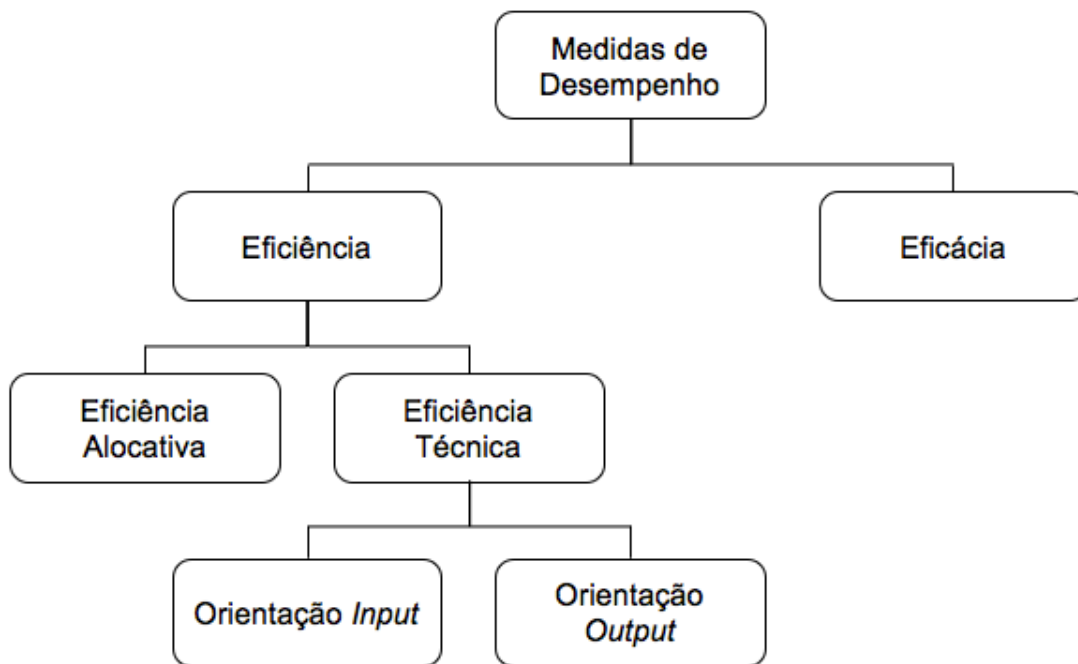 Medidas de
Desempenho
Eficiência
Eficácia
Eficiência
Alocativa
Eficiência
Técnica
Orientação Input
Orientação
Output